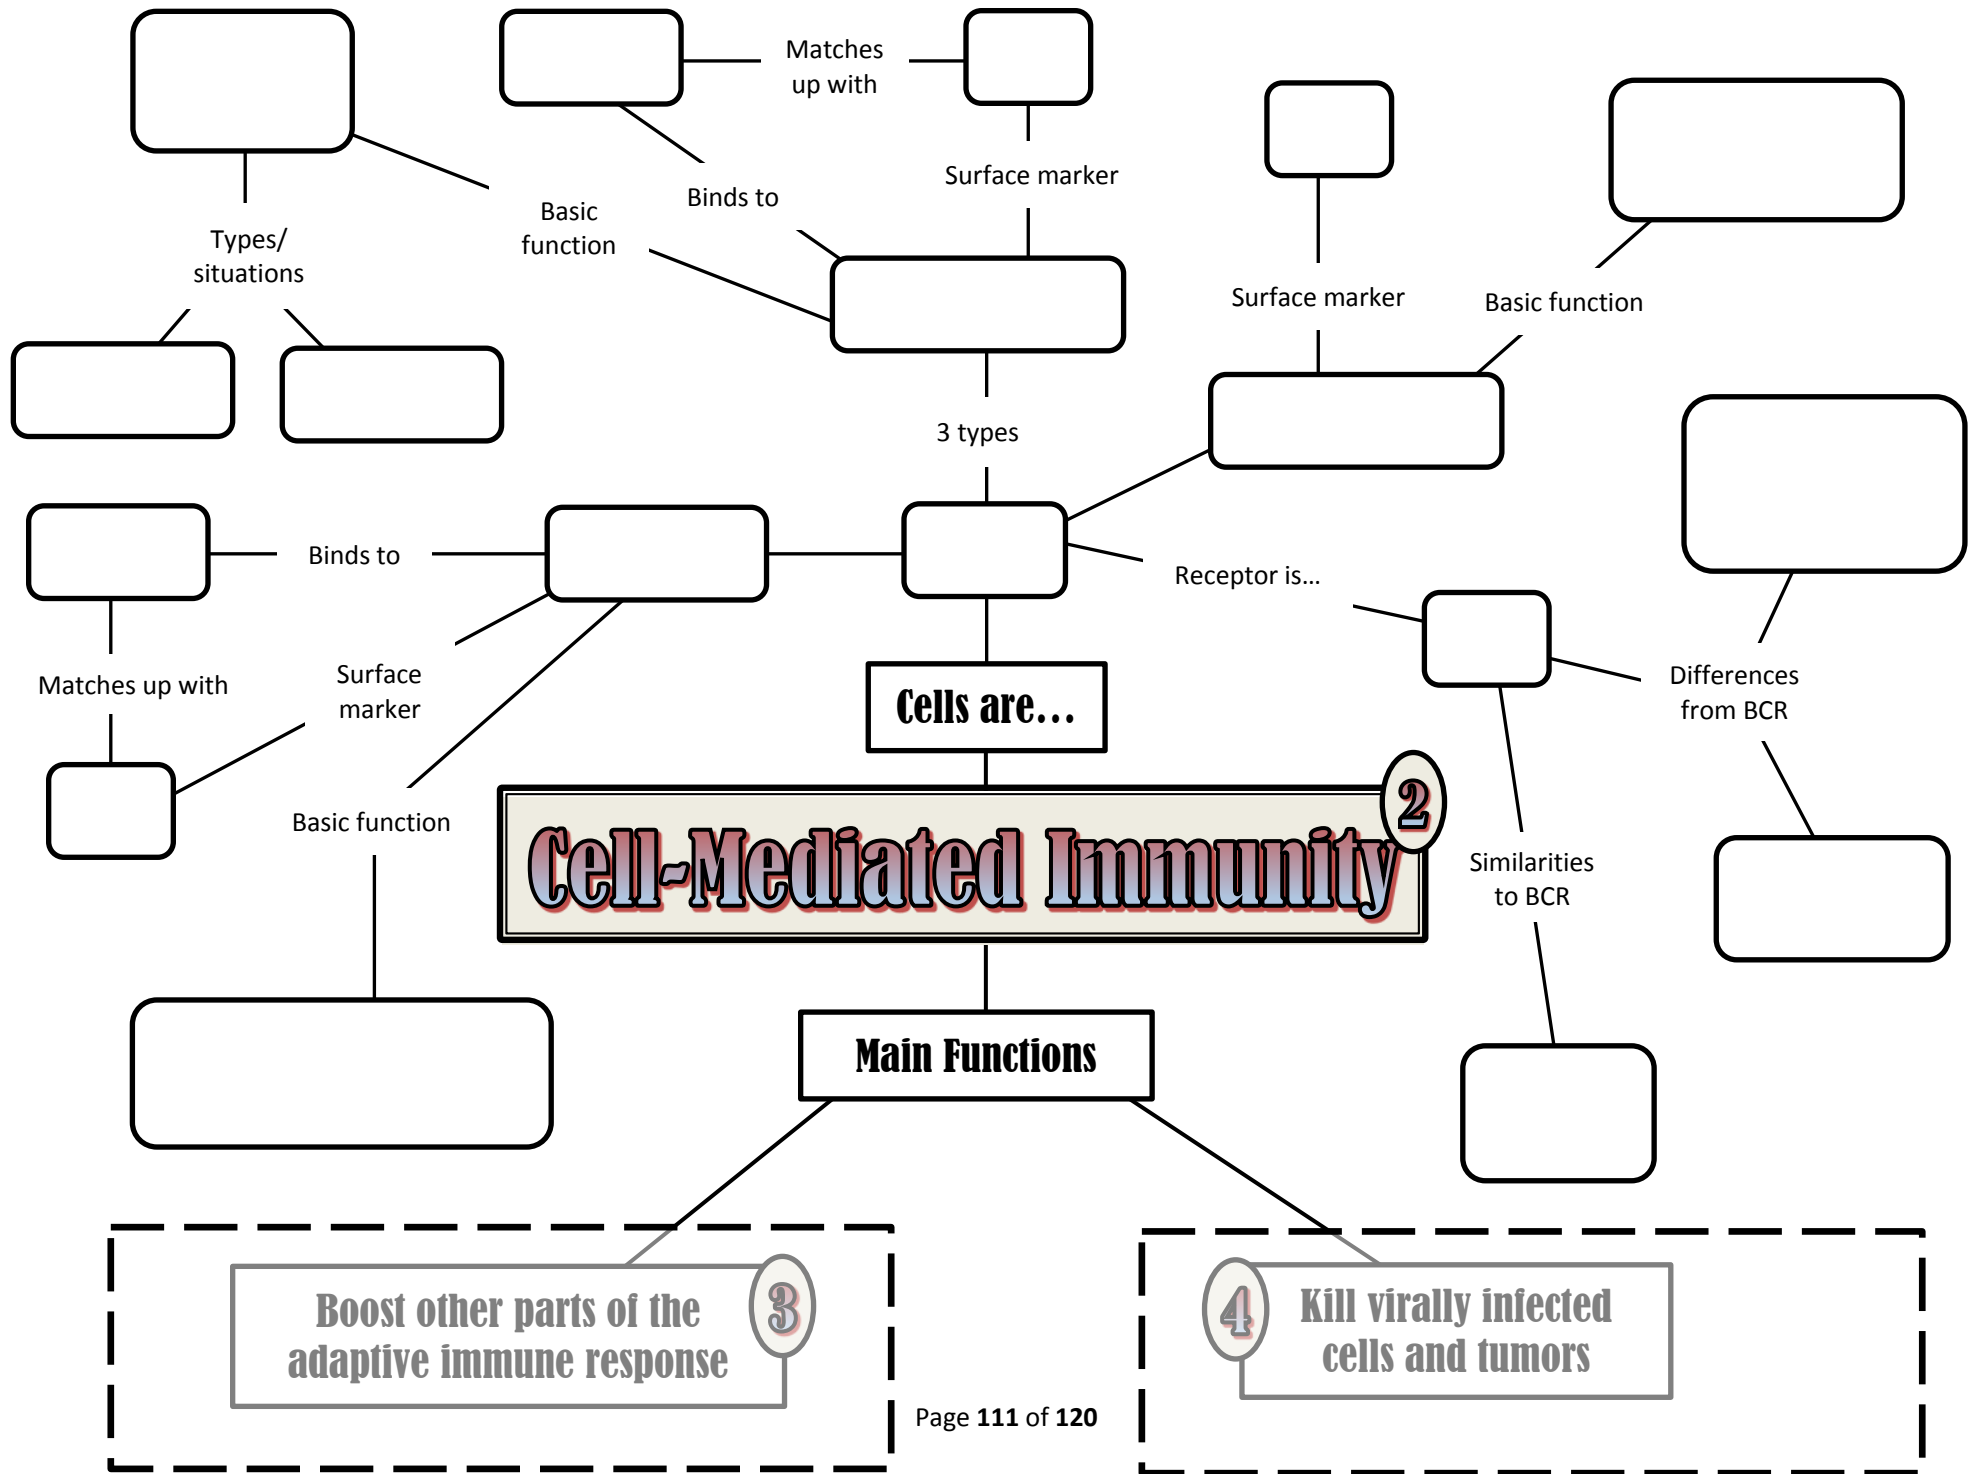 Matches
up with
Surface marker
Binds to
Basic
function
Types/
situations
Surface marker
Basic function
3 types
Binds to
Receptor is…
Matches up with
Surface
marker
Differences
from BCR
Cells are…
Basic function
2
Cell-Mediated Immunity
Similarities
to BCR
Main Functions
Boost other parts of the
adaptive immune response
3
4
Kill virally infected
cells and tumors
Page 111 of 120